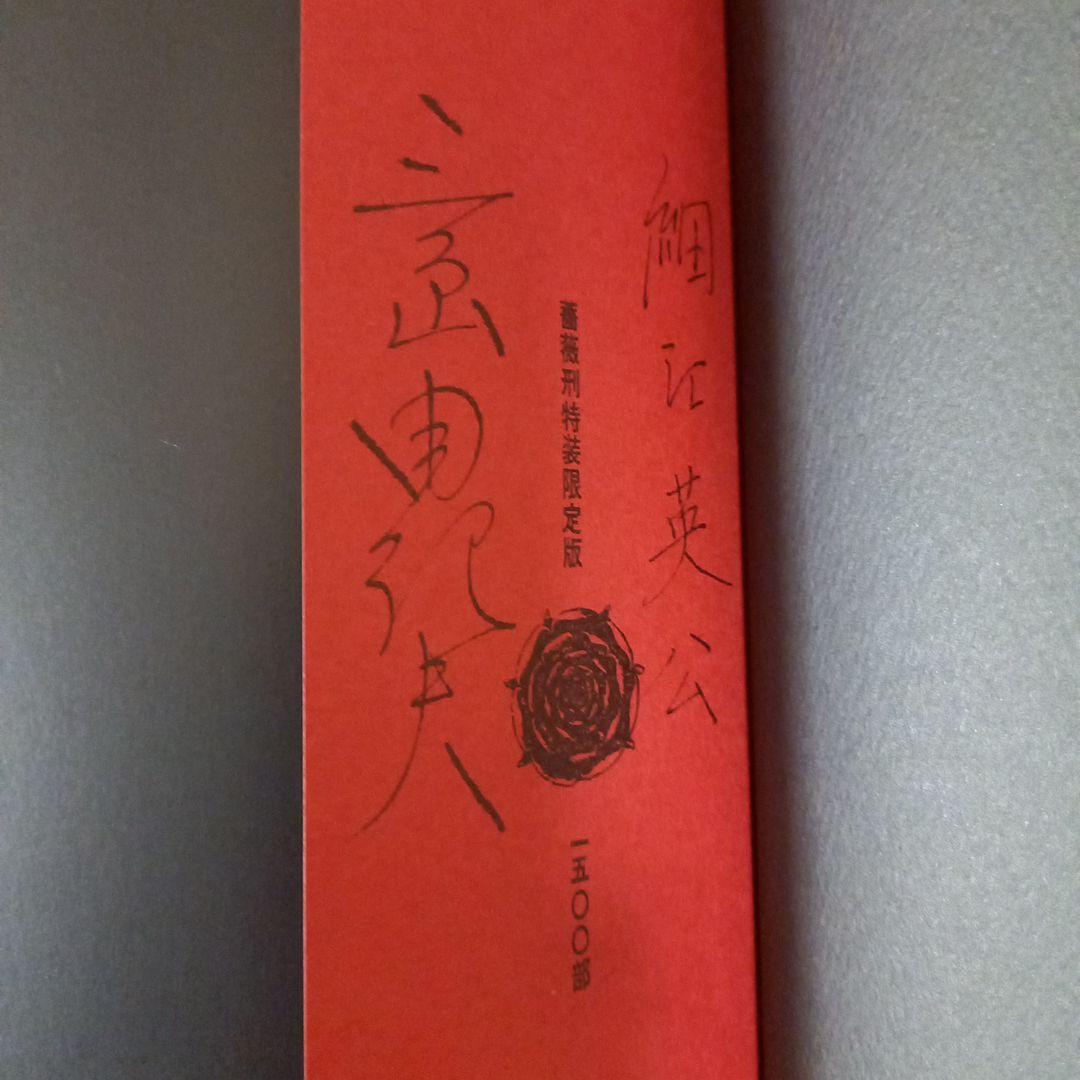 細江英公
薔薇刑特装限定版
一五〇〇部
三島由紀夫